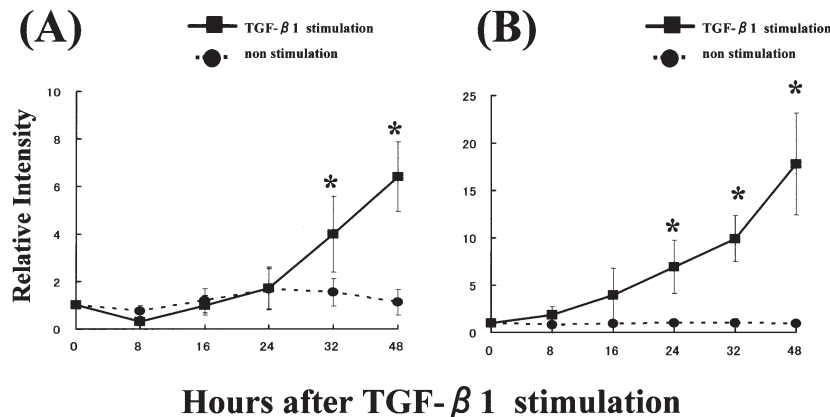 (A)
TGF-β1 stimulation
non stimulation
Relative Intensity
10
8
6
4
2
0
*
*
0 8 16 24 32 48
(B)
TGF-β1 stimulation
non stimulation
25
20
15
10
5
0
*
*
*
0 8 16 24 32 48
Hours after TGF-β1 stimulation